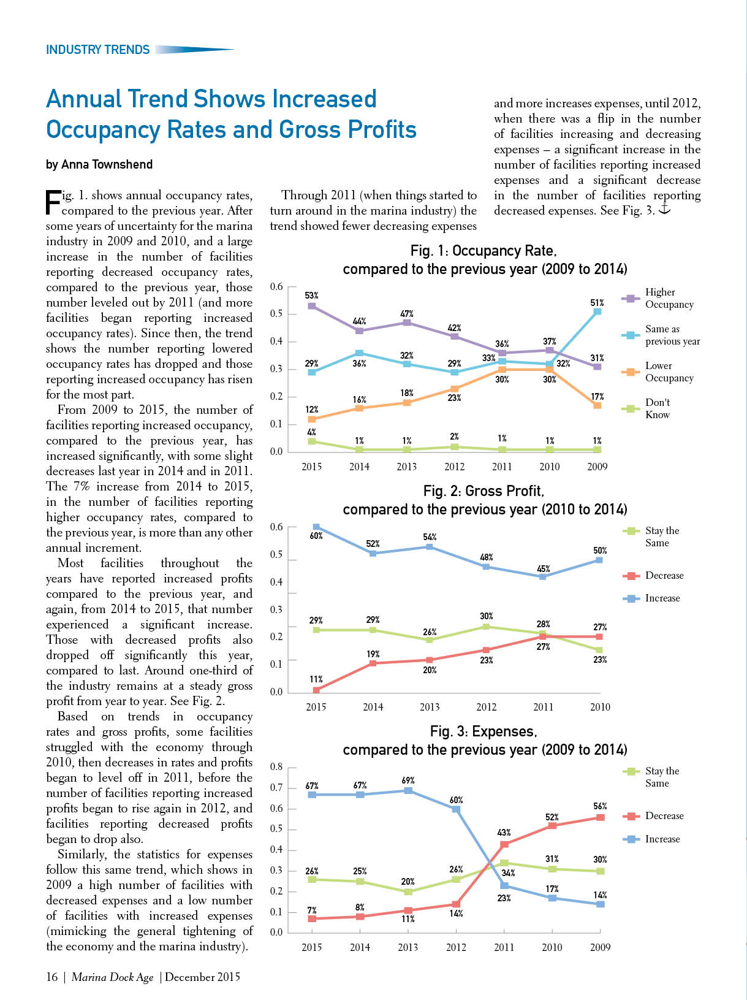 INDUSTRY TRENDS
Annual Trend Shows Increased
Occupancy Rates and Gross Profits
by Anna Townshend
Fig. 1. shows annual occupancy rates,
compared to the previous year. After
some years of uncertainty for the marina
industry in 2009 and 2010, and a large
increase in the number of facilities
reporting decreased occupancy rates,
compared to the previous year, those
number leveled out by 2011 (and more
facilities began reporting increased
occupancy rates). Since then, the trend
shows the number reporting lowered
occupancy rates has dropped and those
reporting increased occupancy has risen
for the most part.
From 2009 to 2015, the number of
facilities reporting increased occupancy,
compared to the previous year, has
increased significantly, with some slight
decreases last year in 2014 and in 2011.
The 7% increase from 2014 to 2015,
in the number of facilities reporting
higher occupancy rates, compared to
the previous year, is more than any other
annual increment.
Most facilities throughout the
years have reported increased profits
compared to the previous year, and
again, from 2014 to 2015, that number
experienced a significant increase.
Those with decreased profits also
dropped off significantly this year,
compared to last. Around one-third of
the industry remains at a steady gross
profit from year to year. See Fig. 2.
Based on trends in occupancy
rates and gross profits, some facilities
struggled with the economy through
2010, then decreases in rates and profits
began to level off in 2011, before the
number of facilities reporting increased
profits began to rise again in 2012, and
facilities reporting decreased profits
began to drop also.
Similarly, the statistics for expenses
follow this same trend, which shows in
2009 a high number of facilities with
decreased expenses and a low number
of facilities with increased expenses
(mimicking the general tightening of
the economy and the marina industry).
Through 2011 (when things started to
turn around in the marina industry) the
trend showed fewer decreasing expenses
and more increases expenses, until 2012,
when there was a flip in the number
of facilities increasing and decreasing
expenses – a significant increase in the
number of facilities reporting increased
expenses and a significant decrease
in the number of facilities reporting
decreased expenses. See Fig. 3.
Fig. 1: Occupancy Rate,
compared to the previous year (2009 to 2014)
0.6
0.5
0.4
0.3
0.2
0.1
0.0
53% 44% 47% 42% 36% 37% 31%
29% 36% 32% 29% 33% 32% 51%
12% 16% 18% 23% 30% 30% 17%
4% 1% 1% 2% 1% 1% 1%
2015 2014 2013 2012 2011 2010 2009
Higher
Occupancy
Same as
previous year
Lower
Occupancy
Don't
Know
Fig. 2: Gross Profit,
compared to the previous year (2010 to 2014)
0.6
0.5
0.4
0.3
0.2
0.1
0.0
60% 52% 54% 48% 45% 50%
29% 29% 26% 30% 28% 23%
11% 19% 20% 23% 27% 27%
2015 2014 2013 2012 2011 2010
Stay the
Same
Decrease
Increase
Fig. 3: Expenses,
compared to the previous year (2009 to 2014)
0.8
0.7
0.6
0.5
0.4
0.3
0.2
0.1
0.0
67% 67% 69% 60% 23% 17% 14%
26% 25% 20% 26% 34% 31% 30%
7% 8% 11% 14% 43% 52% 56%
2015 2014 2013 2012 2011 2010 2009
Stay the
Same
Decrease
Increase
16 | Marina Dock Age | December 2015